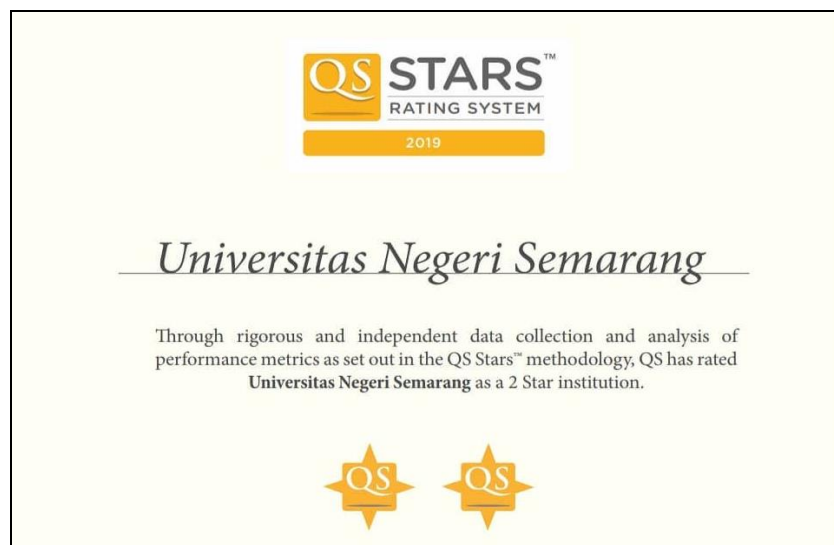 QS STARS™
RATING SYSTEM
2019
Universitas Negeri Semarang
Through rigorous and independent data collection and analysis of
performance metrics as set out in the QS Stars™ methodology, QS has rated
Universitas Negeri Semarang as a 2 Star institution.
QS QS